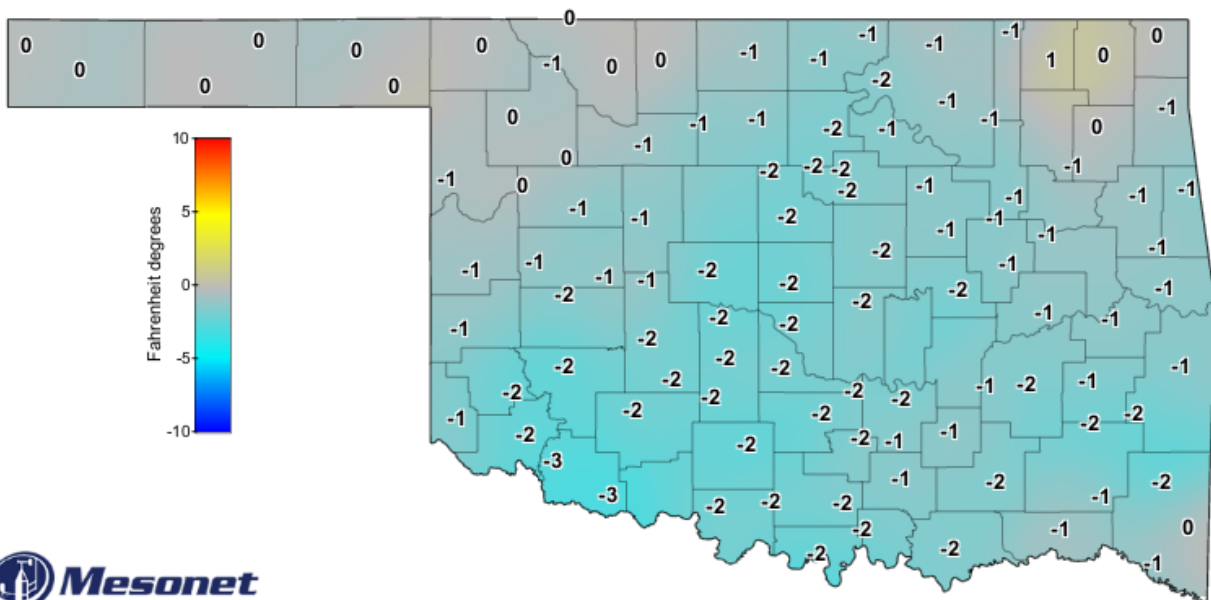 0
0 -1 -1 -1
0 0 0 0 -1 -1 -1 1 0 0
0 -1 0 0
0 0 -2 -1 -1
0 -1 -1 -1 -2 -1 -1 0
10 -1
0 -2 -2 -2 -1
-1 0 -2 -1 -1 -1 -1
5 -1 -1 -2 -1
-1 -1
-1 -1 -1 -2 -2 -1 -1
0 -1 -1 -2 -2 -1
-2 -2 -1 -1
-1 -2 -2 -2 -1
-5 -2 -2 -2 -1
-2 -2 -2 -2 -1 -2 -1
-1 -2 -2 -2 -2
-10 -2 -2 -2 -1 -1
-3 -2 -1 -2 -2
-3 -2 -2 -2 -1
-2 -1 0
-2 -2 -1
Fahrenheit degrees
Mesonet